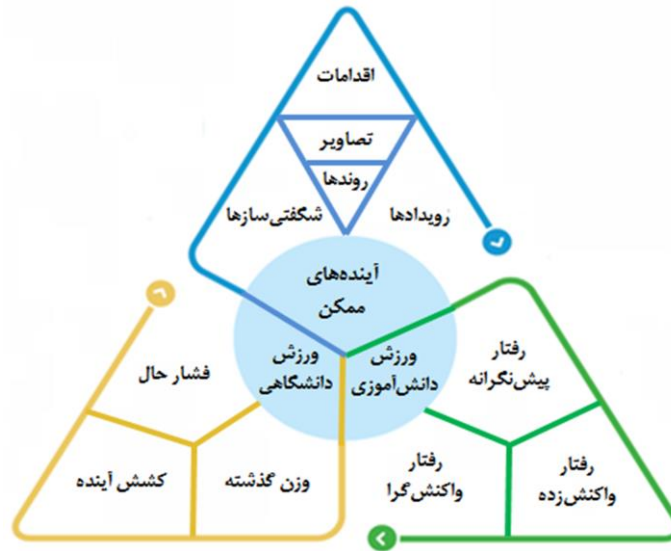 اقدامات
تصاویر
روندها
شگفتی‌سازها
رویدادها
آینده‌های
ممکن
ورزش
دانش‌آموزی
ورزش
دانشگاهی
رفتار
پیش‌نگرانه
رفتار
واکنش‌زده
رفتار
واکنش‌گرا
فشار حال
وزن گذشته
کشش آینده